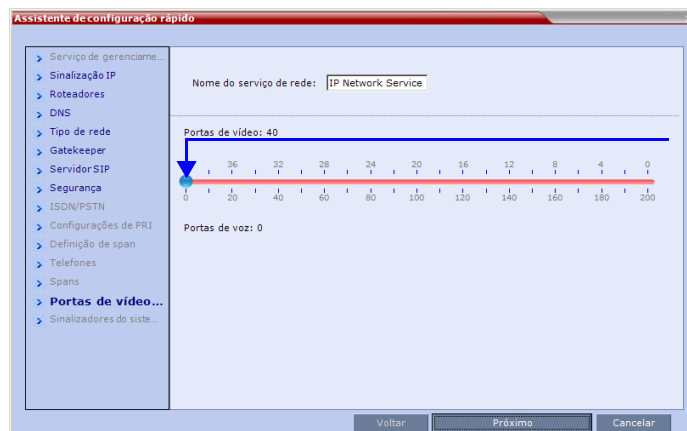 Assistente de configuração rápido
Serviço de gerenciame...
Sinalização IP
Roteadores
DNS
Tipo de rede
Gatekeeper
Servidor SIP
Segurança
ISDN/PSTN
Configurações de PRI
Definição de span
Telefones
Spans
Portas de vídeo...
Sinalizadores do siste...
Nome do serviço de rede: IP Network Service
Portas de vídeo: 40
36 32 28 24 20 16 12 8 4 0
0 20 40 60 80 100 120 140 160 180 200
Portas de voz: 0
Voltar Próximo Cancelar